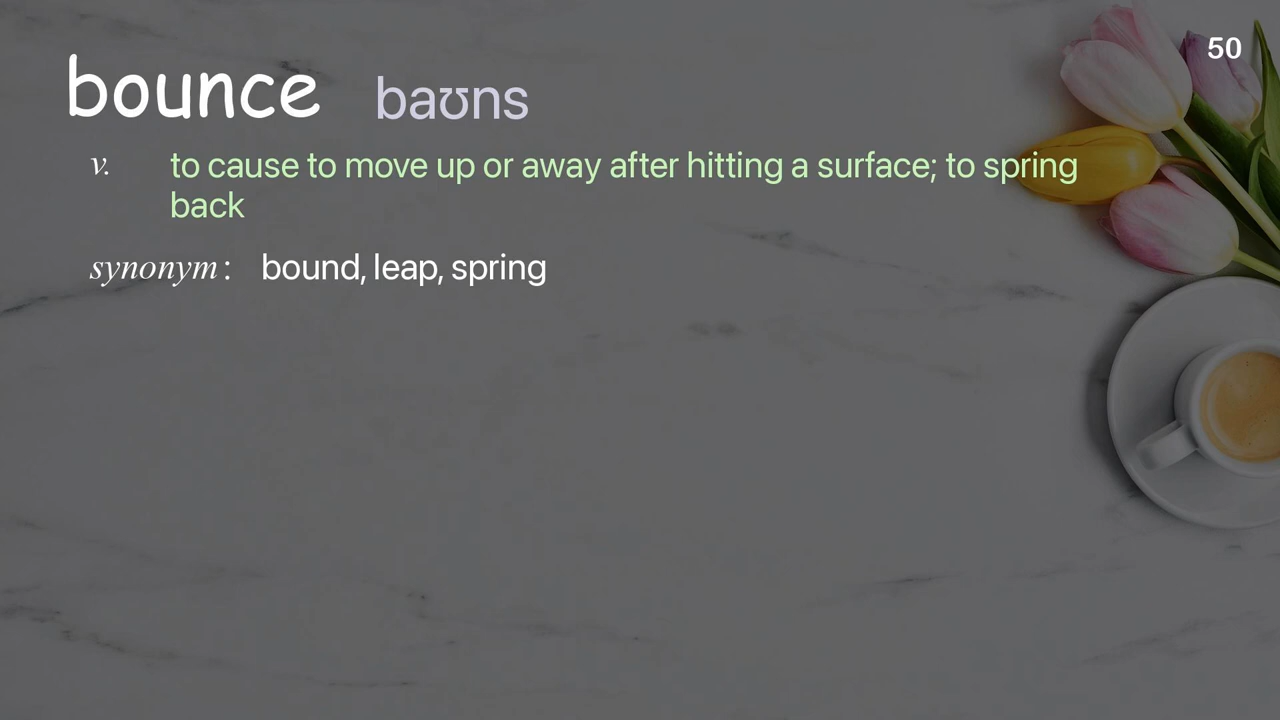 50
bounce baʊns
v. to cause to move up or away after hitting a surface; to spring
back
synonym: bound, leap, spring